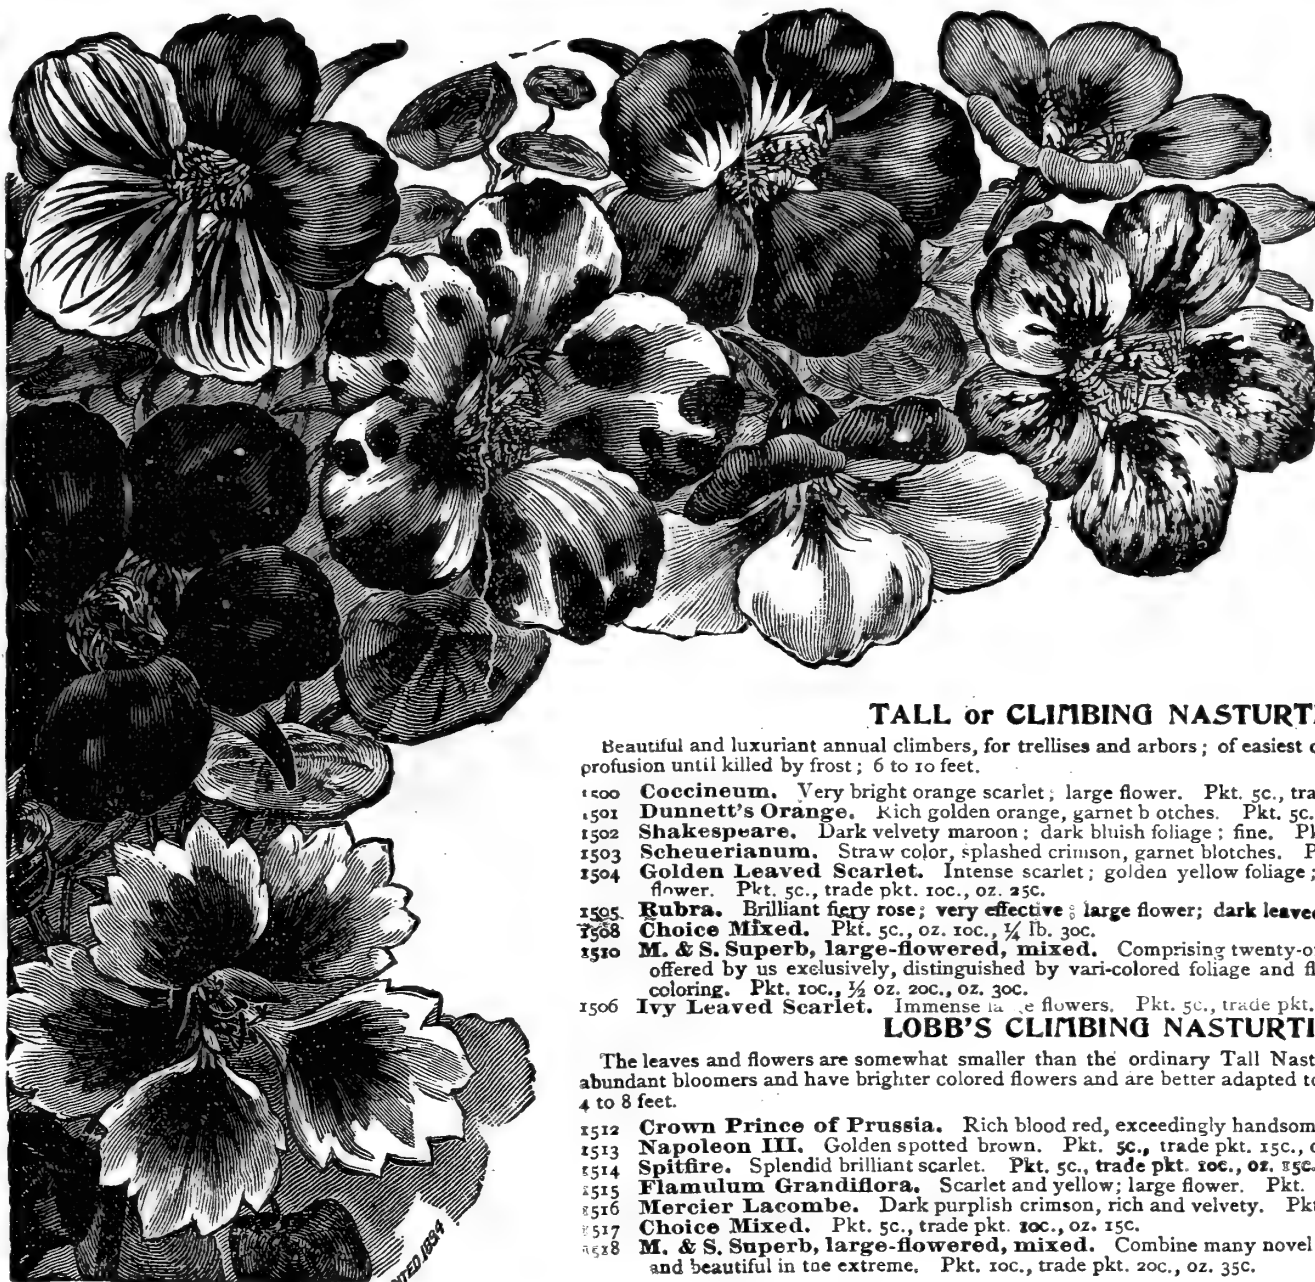 TALL or CLIMBING NASTURTI
Beautiful and luxuriant annual climbers, for trellises and arbors; of easiest
profusion until killed by frost; 6 to 10 feet.
1500 Coccineum. Very bright orange scarlet; large flower. Pkt. 5c., tra
1501 Dunnett's Orange. Rich golden orange, garnet b otches. Pkt. 5c.
1502 Shakespeare. Dark velvety maroon; dark bluish foliage; fine.
1503 Scheuerianum. Straw color, splashed crimson, garnet blotches. P
1504 Golden Leaved Scarlet. Intense scarlet; golden yellow foliage;
flower. Pkt. 5c., trade pkt. 10c., oz. 25c.
1505. Rubra. Brilliant fiery rose; very effective; large flower; dark leave
1508 Choice Mixed. Pkt. 5c., oz. 10c., ¼ lb. 30c.
1510 M. & S. Superb, large-flowered, mixed. Comprising twenty-o
offered by us exclusively, distinguished by vari-colored foliage and fl
coloring. Pkt. 10c., ½ oz. 20c., oz. 30c.
1506 Ivy Leaved Scarlet. Immense la e flowers. Pkt. 5c., trade pkt.
LOBB'S CLIMBING NASTURTI
The leaves and flowers are somewhat smaller than the ordinary Tall Nast
abundant bloomers and have brighter colored flowers and are better adapted to
4 to 8 feet.
1512 Crown Prince of Prussia. Rich blood red, exceedingly handsom
1513 Napoleon III. Golden spotted brown. Pkt. 5c., trade pkt. 15c.,
1514 Spitfire. Splendid brilliant scarlet. Pkt. 5c., trade pkt. 10c., oz. 15c.
1515 Flamulum Grandiflora. Scarlet and yellow; large flower. Pkt.
1516 Mercier Lacombe. Dark purplish crimson, rich and velvety. Pkt
1517 Choice Mixed. Pkt. 5c., trade pkt. 10c., oz. 15c.
1518 M. & S. Superb, large-flowered, mixed. Combine many novel
and beautiful in the extreme. Pkt. 10c., trade pkt. 20c., oz. 35c.
NTED 1894